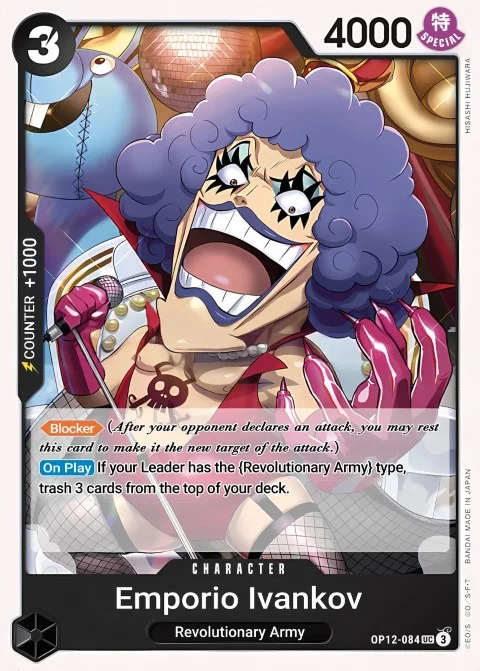 3
4000
特
SPECIAL
HISASHI HUJIWARA
COUNTER +1000
Blocker (After your opponent declares an attack, you may rest
this card to make it the new target of the attack.)
On Play If your Leader has the {Revolutionary Army} type,
trash 3 cards from the top of your deck.
CHARACTER
Emporio Ivankov
Revolutionary Army
OP12-084 UC 3
©E.O/S. ©O/S·F·T BANDAI MADE IN JAPAN